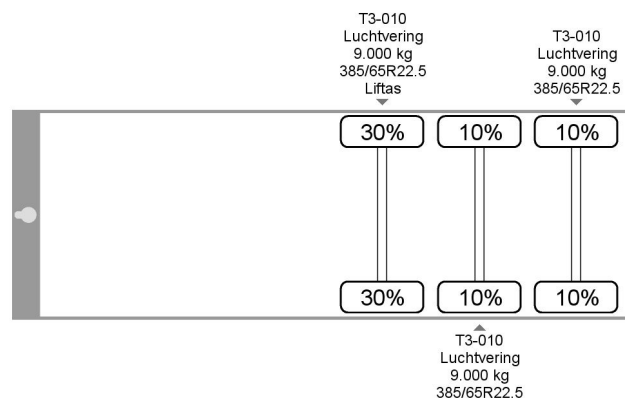 T3-010
Luchtvering
9.000 kg
385/65R22.5
Liftas
T3-010
Luchtvering
9.000 kg
385/65R22.5
30%
10%
10%
30%
10%
10%
T3-010
Luchtvering
9.000 kg
385/65R22.5